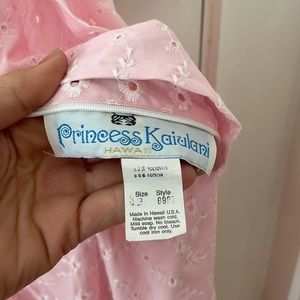 Princess Kaiulani
HAWAII
Size Style
Made in Hawaii U.S.A.
Machine wash cold.
Mild soap. No bleach.
Tumble dry cool. Use
cool iron only.